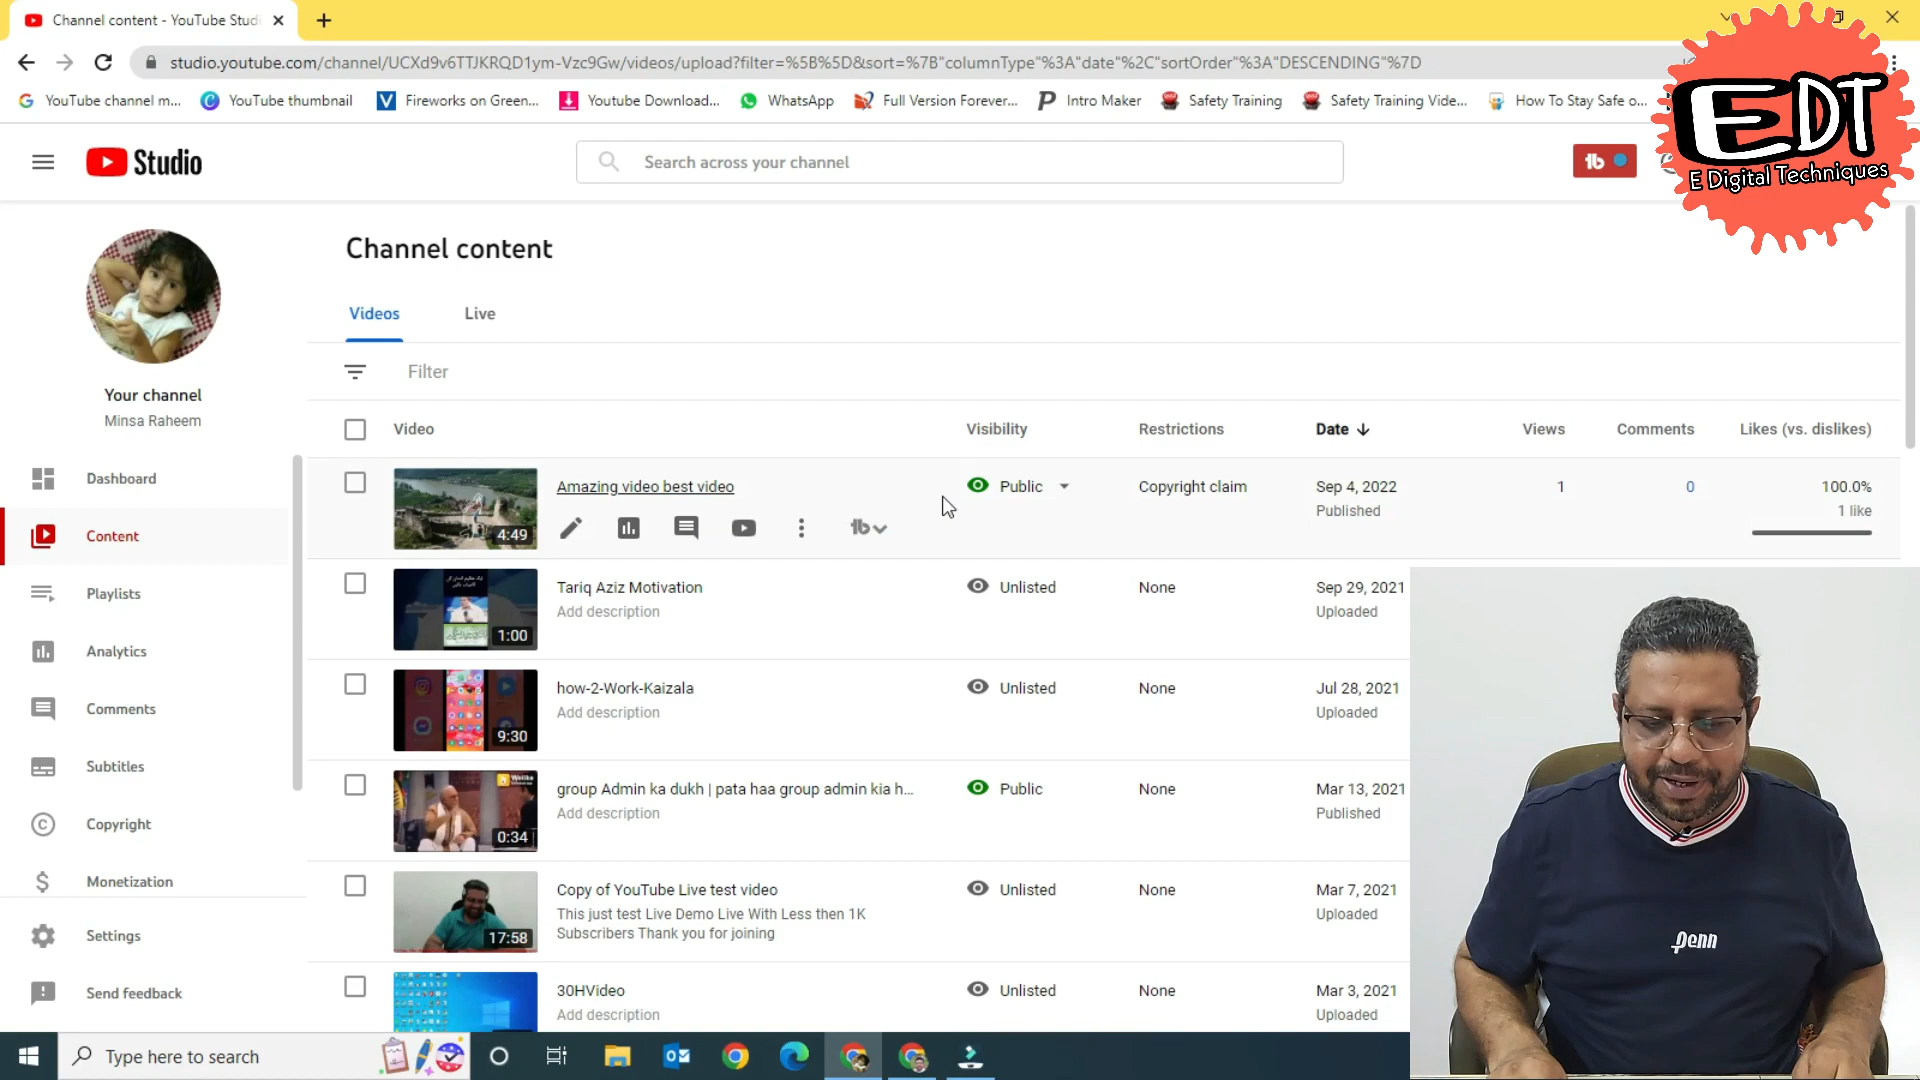 Channel content - YouTube Studi
studio.youtube.com/channel/UCXd9v6TTJKRQD1ym-Vzc9Gw/videos/upload?filter=%5B%5D&sort=%7B"columnType"%3A"date"%2C"sortOrder"%3A"DESCENDING"%7D
YouTube channel m... YouTube thumbnail Fireworks on Green... Youtube Download... WhatsApp Full Version Forever... Intro Maker Safety Training Safety Training Vide... How To Stay Safe o...
EDT
E Digital Techniques
Studio
Search across your channel
Channel content
Videos Live
Filter
Your channel
Minsa Raheem
Dashboard
Content
Playlists
Analytics
Comments
Subtitles
Copyright
Monetization
Settings
Send feedback
Video Visibility Restrictions Date Views Comments Likes (vs. dislikes)
4:49
Amazing video best video Public Copyright claim Sep 4, 2022 1 0 100.0%
Published 1 like
1:00
Tariq Aziz Motivation Unlisted None Sep 29, 2021
Add description Uploaded
9:30
how-2-Work-Kaizala Unlisted None Jul 28, 2021
Add description Uploaded
0:34
group Admin ka dukh | pata haa group admin kia h... Public None Mar 13, 2021
Add description Published
17:58
Copy of YouTube Live test video Unlisted None Mar 7, 2021
This just test Live Demo Live With Less then 1K Uploaded
Subscribers Thank you for joining
30HVideo Unlisted None Mar 3, 2021
Add description Uploaded
Penn
Type here to search